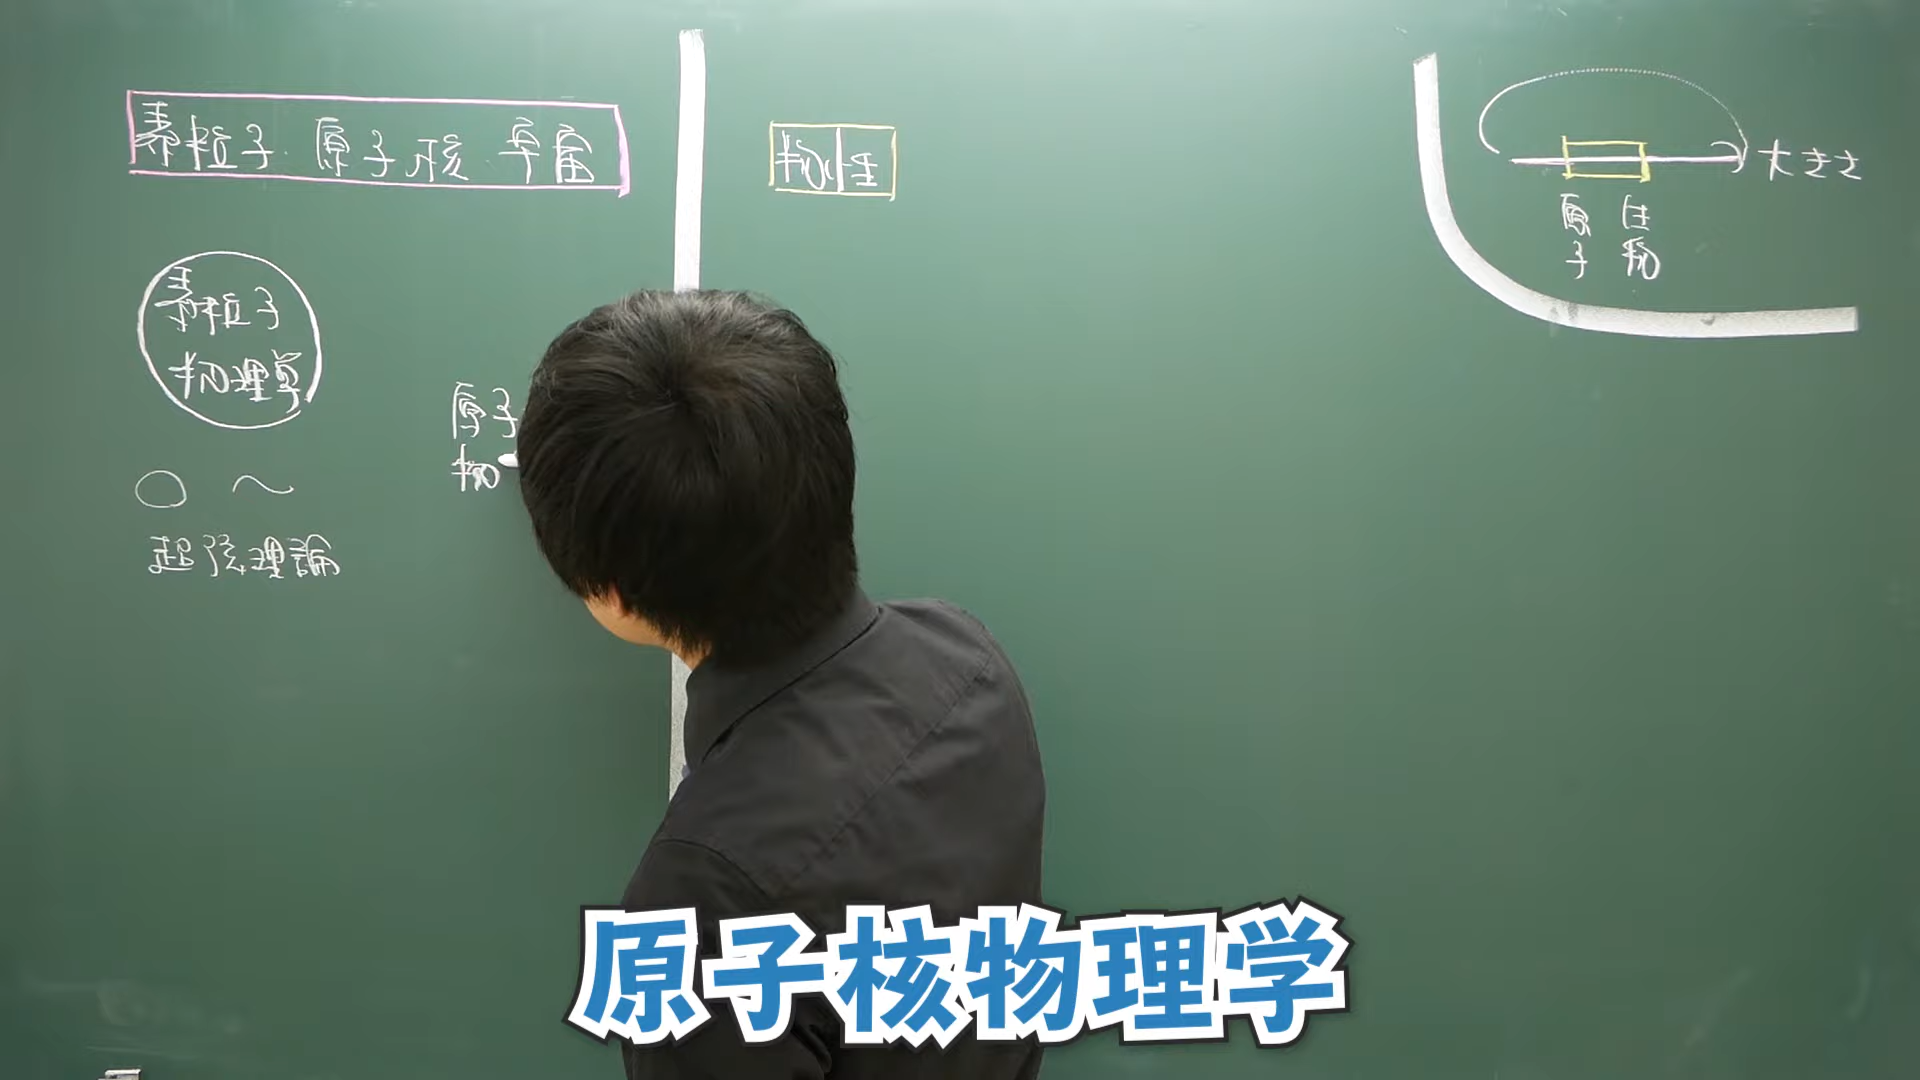 素粒子・原子核・宇宙
素粒子
物理学
超弦理論
原子
物
物性
大きさ
原子
生物
原子核物理学